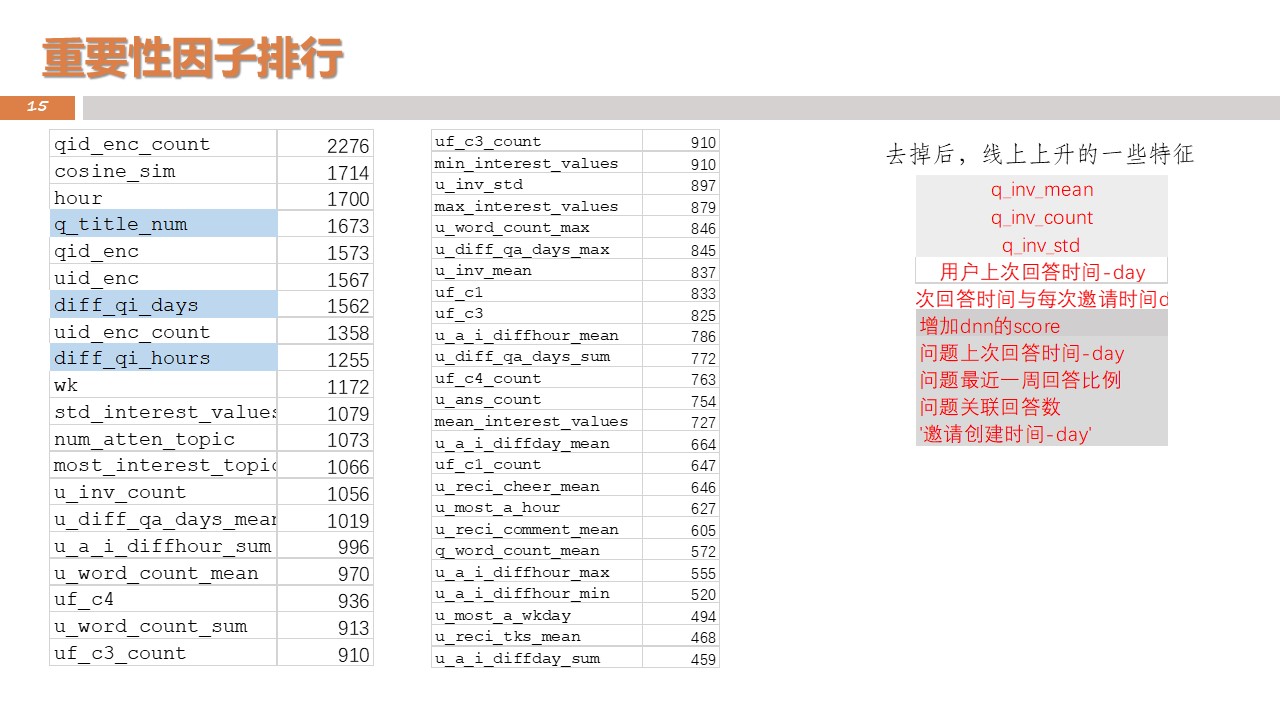 重要性因子排行
15
qid_enc_count 2276
cosine_sim 1714
hour 1700
q_title_num 1673
qid_enc 1573
uid_enc 1567
diff_qi_days 1562
uid_enc_count 1358
diff_qi_hours 1255
wk 1172
std_interest_values 1079
num_atten_topic 1073
most_interest_topic 1066
u_inv_count 1056
u_diff_qa_days_mean 1019
u_a_i_diffhour_sum 996
u_word_count_mean 970
uf_c4 936
u_word_count_sum 913
uf_c3_count 910
uf_c3_count 910
min_interest_values 910
u_inv_std 897
max_interest_values 879
u_word_count_max 846
u_diff_qa_days_max 845
u_inv_mean 837
uf_c1 833
uf_c3 825
u_a_i_diffhour_mean 786
u_diff_qa_days_sum 772
uf_c4_count 763
u_ans_count 754
mean_interest_values 727
u_a_i_diffday_mean 664
uf_c1_count 647
u_reci_cheer_mean 646
u_most_a_hour 627
u_reci_comment_mean 605
q_word_count_mean 572
u_a_i_diffhour_max 555
u_a_i_diffhour_min 520
u_most_a_wkday 494
u_reci_tks_mean 468
u_a_i_diffday_sum 459
去掉后，线上上升的一些特征
q_inv_mean
q_inv_count
q_inv_std
用户上次回答时间-day
次回答时间与每次邀请时间d
增加dnn的score
问题上次回答时间-day
问题最近一周回答比例
问题关联回答数
'邀请创建时间-day'